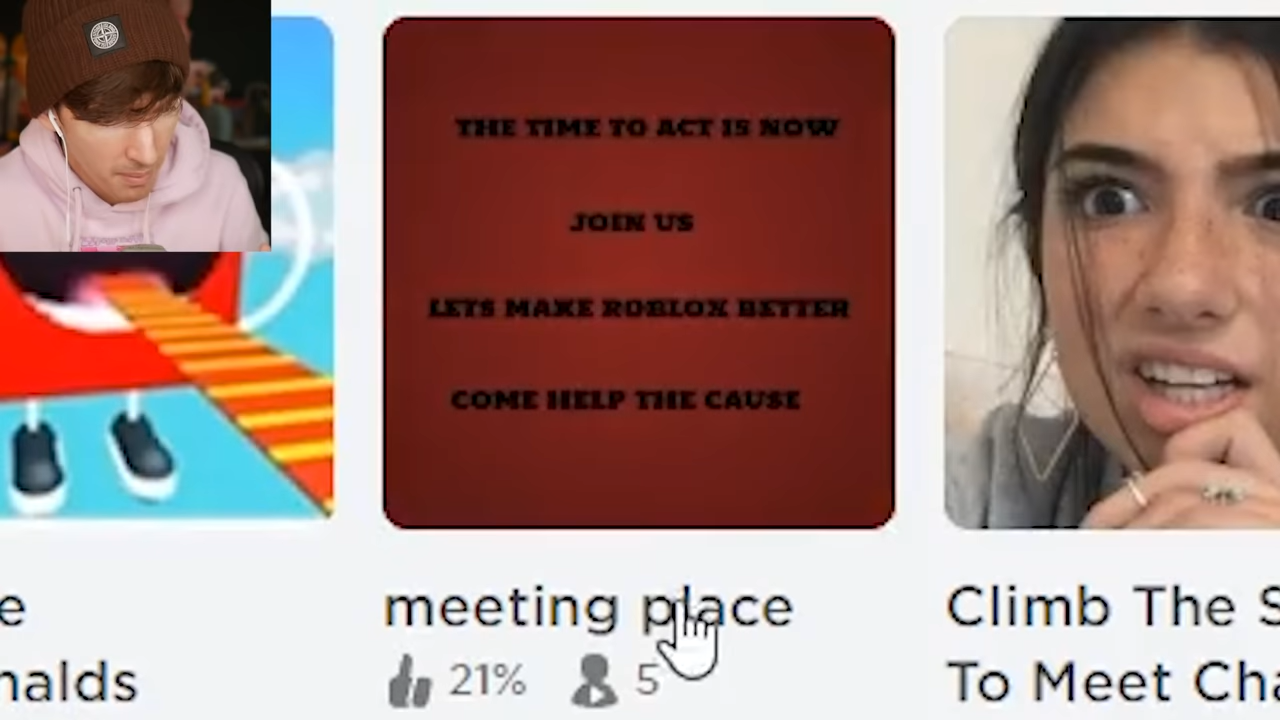 THE TIME TO ACT IS NOW
JOIN US
LETS MAKE ROBLOX BETTER
COME HELP THE CAUSE
e
nalds
meeting place
21% 5
Climb The S
To Meet Cha